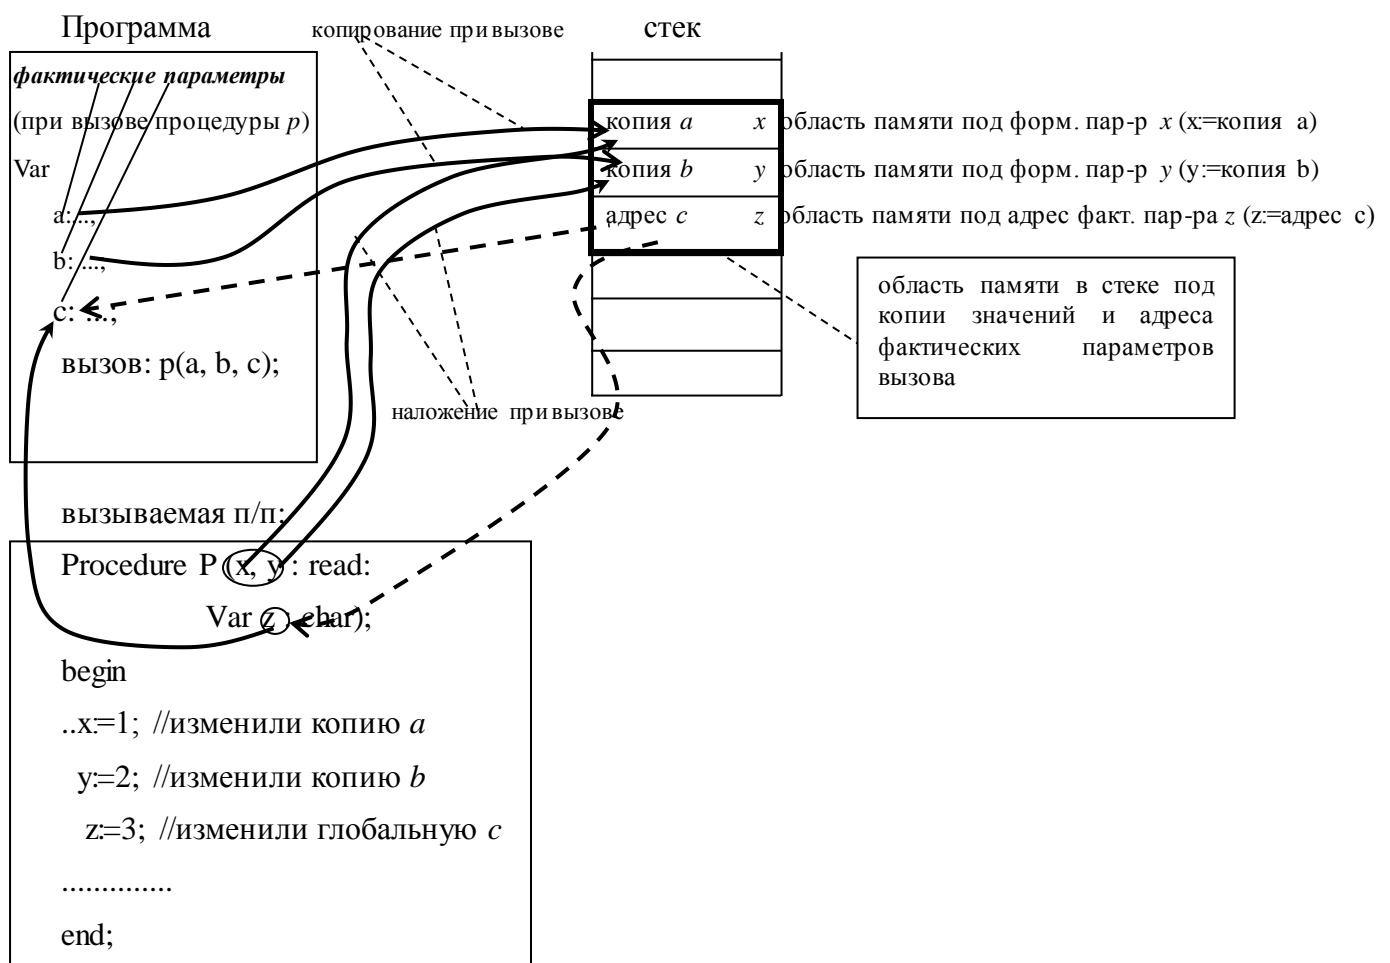 Программа
копирование при вызове
стек
фактические параметры
(при вызове процедуры p)
Var
a:...,
b: ...,
c: ...;
вызов: p(a, b, c);
копия a x область памяти под форм. пар-р x (x:=копия a)
копия b y область памяти под форм. пар-р y (y:=копия b)
адрес c z область памяти под адрес факт. пар-ра z (z:=адрес c)
область памяти в стеке под
копии значений и адреса
фактических параметров
вызова
наложение при вызове
вызываемая п/п:
Procedure P (x, y : read:
Var z : char);
begin
..x:=1; //изменили копию a
y:=2; //изменили копию b
z:=3; //изменили глобальную c
..............
end;